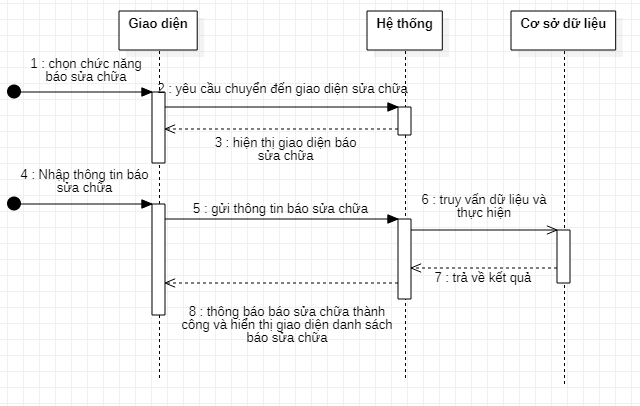 Giao diện
Hệ thống
Cơ sở dữ liệu
1 : chọn chức năng
báo sửa chữa
2 : yêu cầu chuyển đến giao diện sửa chữa
3 : hiện thị giao diện báo
sửa chữa
4 : Nhập thông tin báo
sửa chữa
5 : gửi thông tin báo sửa chữa
6 : truy vấn dữ liệu và
thực hiện
7 : trả về kết quả
8 : thông báo báo sửa chữa thành
công và hiển thị giao diện danh sách
báo sửa chữa